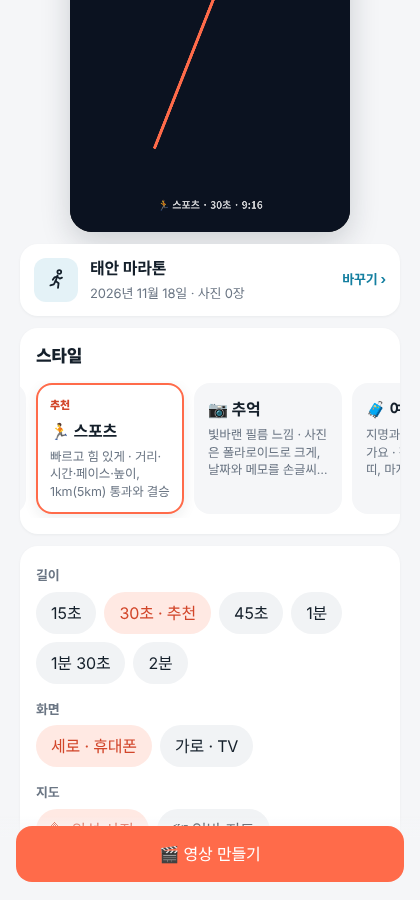 🏃 스포츠 · 30초 · 9:16
태안 마라톤
2026년 11월 18일 · 사진 0장
바꾸기 ›
스타일
추천
🏃 스포츠
빠르고 힘 있게 · 거리·
시간·페이스·높이,
1km(5km) 통과와 결승
📷 추억
빛바랜 필름 느낌 · 사진
은 폴라로이드로 크게,
날짜와 메모를 손글씨...
🧳
지명과
가요 ·
길이
15초
30초 · 추천
45초
1분
1분 30초
2분
화면
세로 · 휴대폰
가로 · TV
지도
🎬 영상 만들기